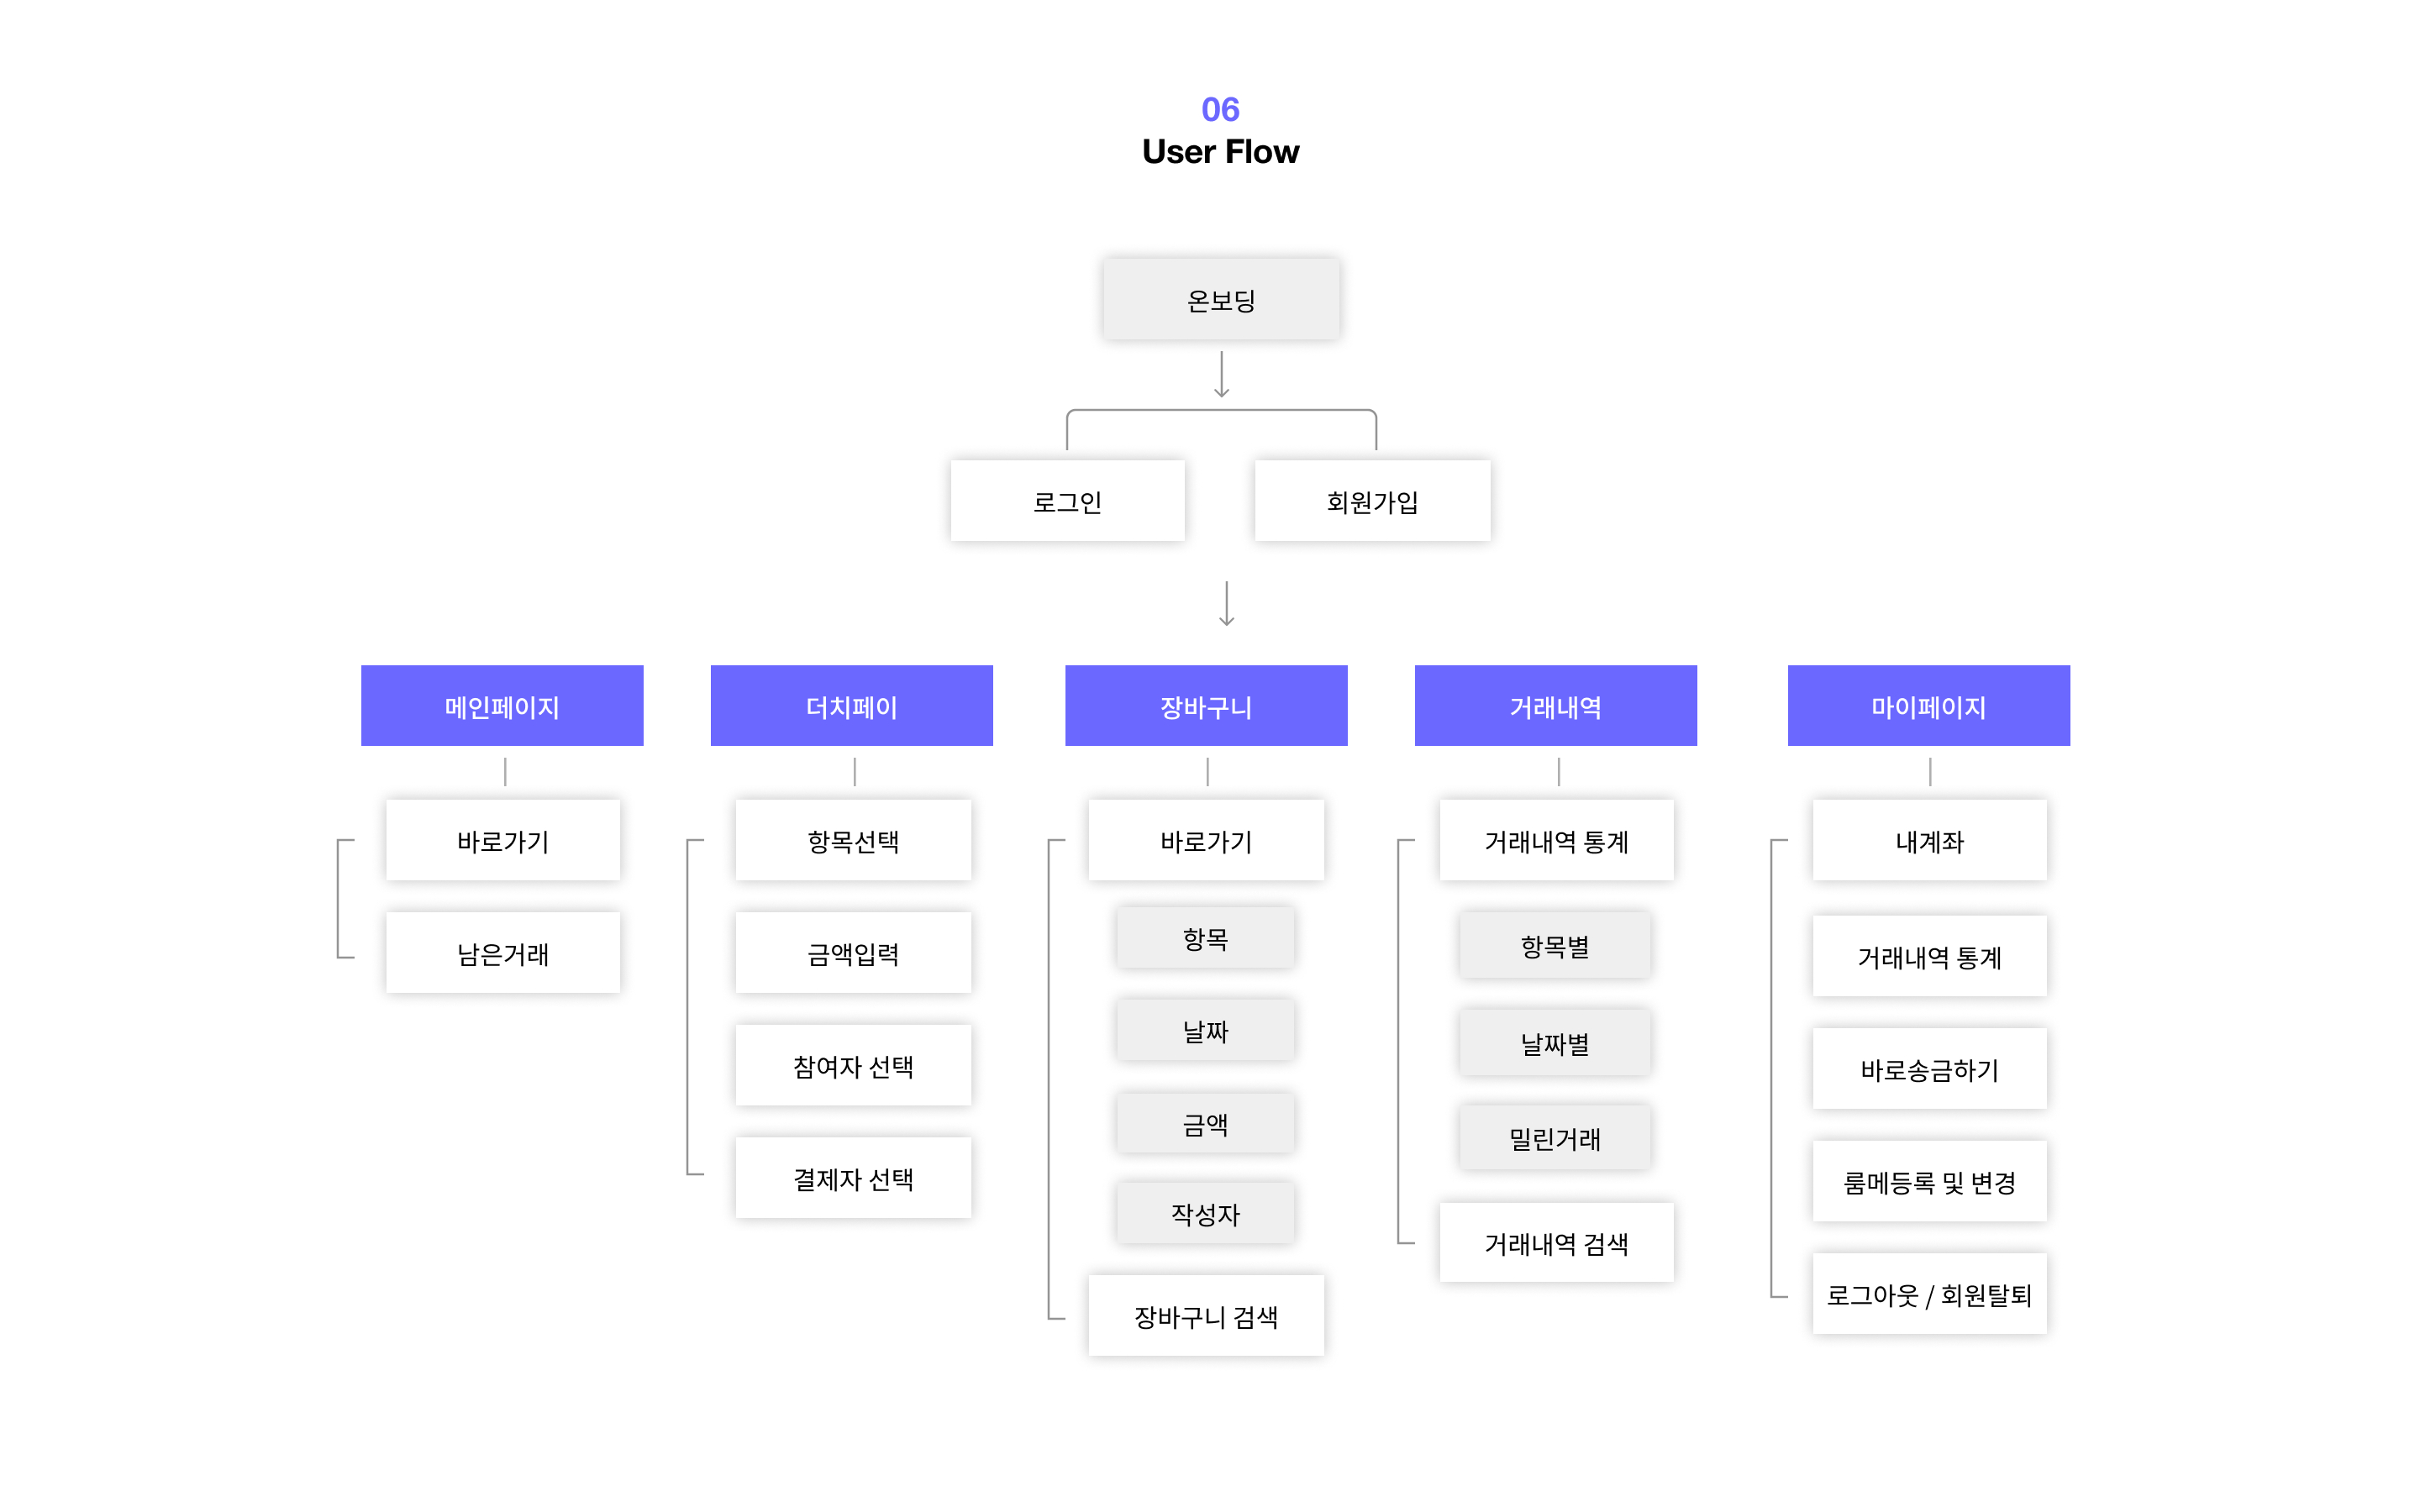 06
User Flow
온보딩
로그인
회원가입
메인페이지
더치페이
장바구니
거래내역
마이페이지
바로가기
남은거래
항목선택
금액입력
참여자 선택
결제자 선택
바로가기
항목
날짜
금액
작성자
장바구니 검색
거래내역 통계
항목별
날짜별
밀린거래
거래내역 검색
내계좌
거래내역 통계
바로송금하기
룸메등록 및 변경
로그아웃 / 회원탈퇴